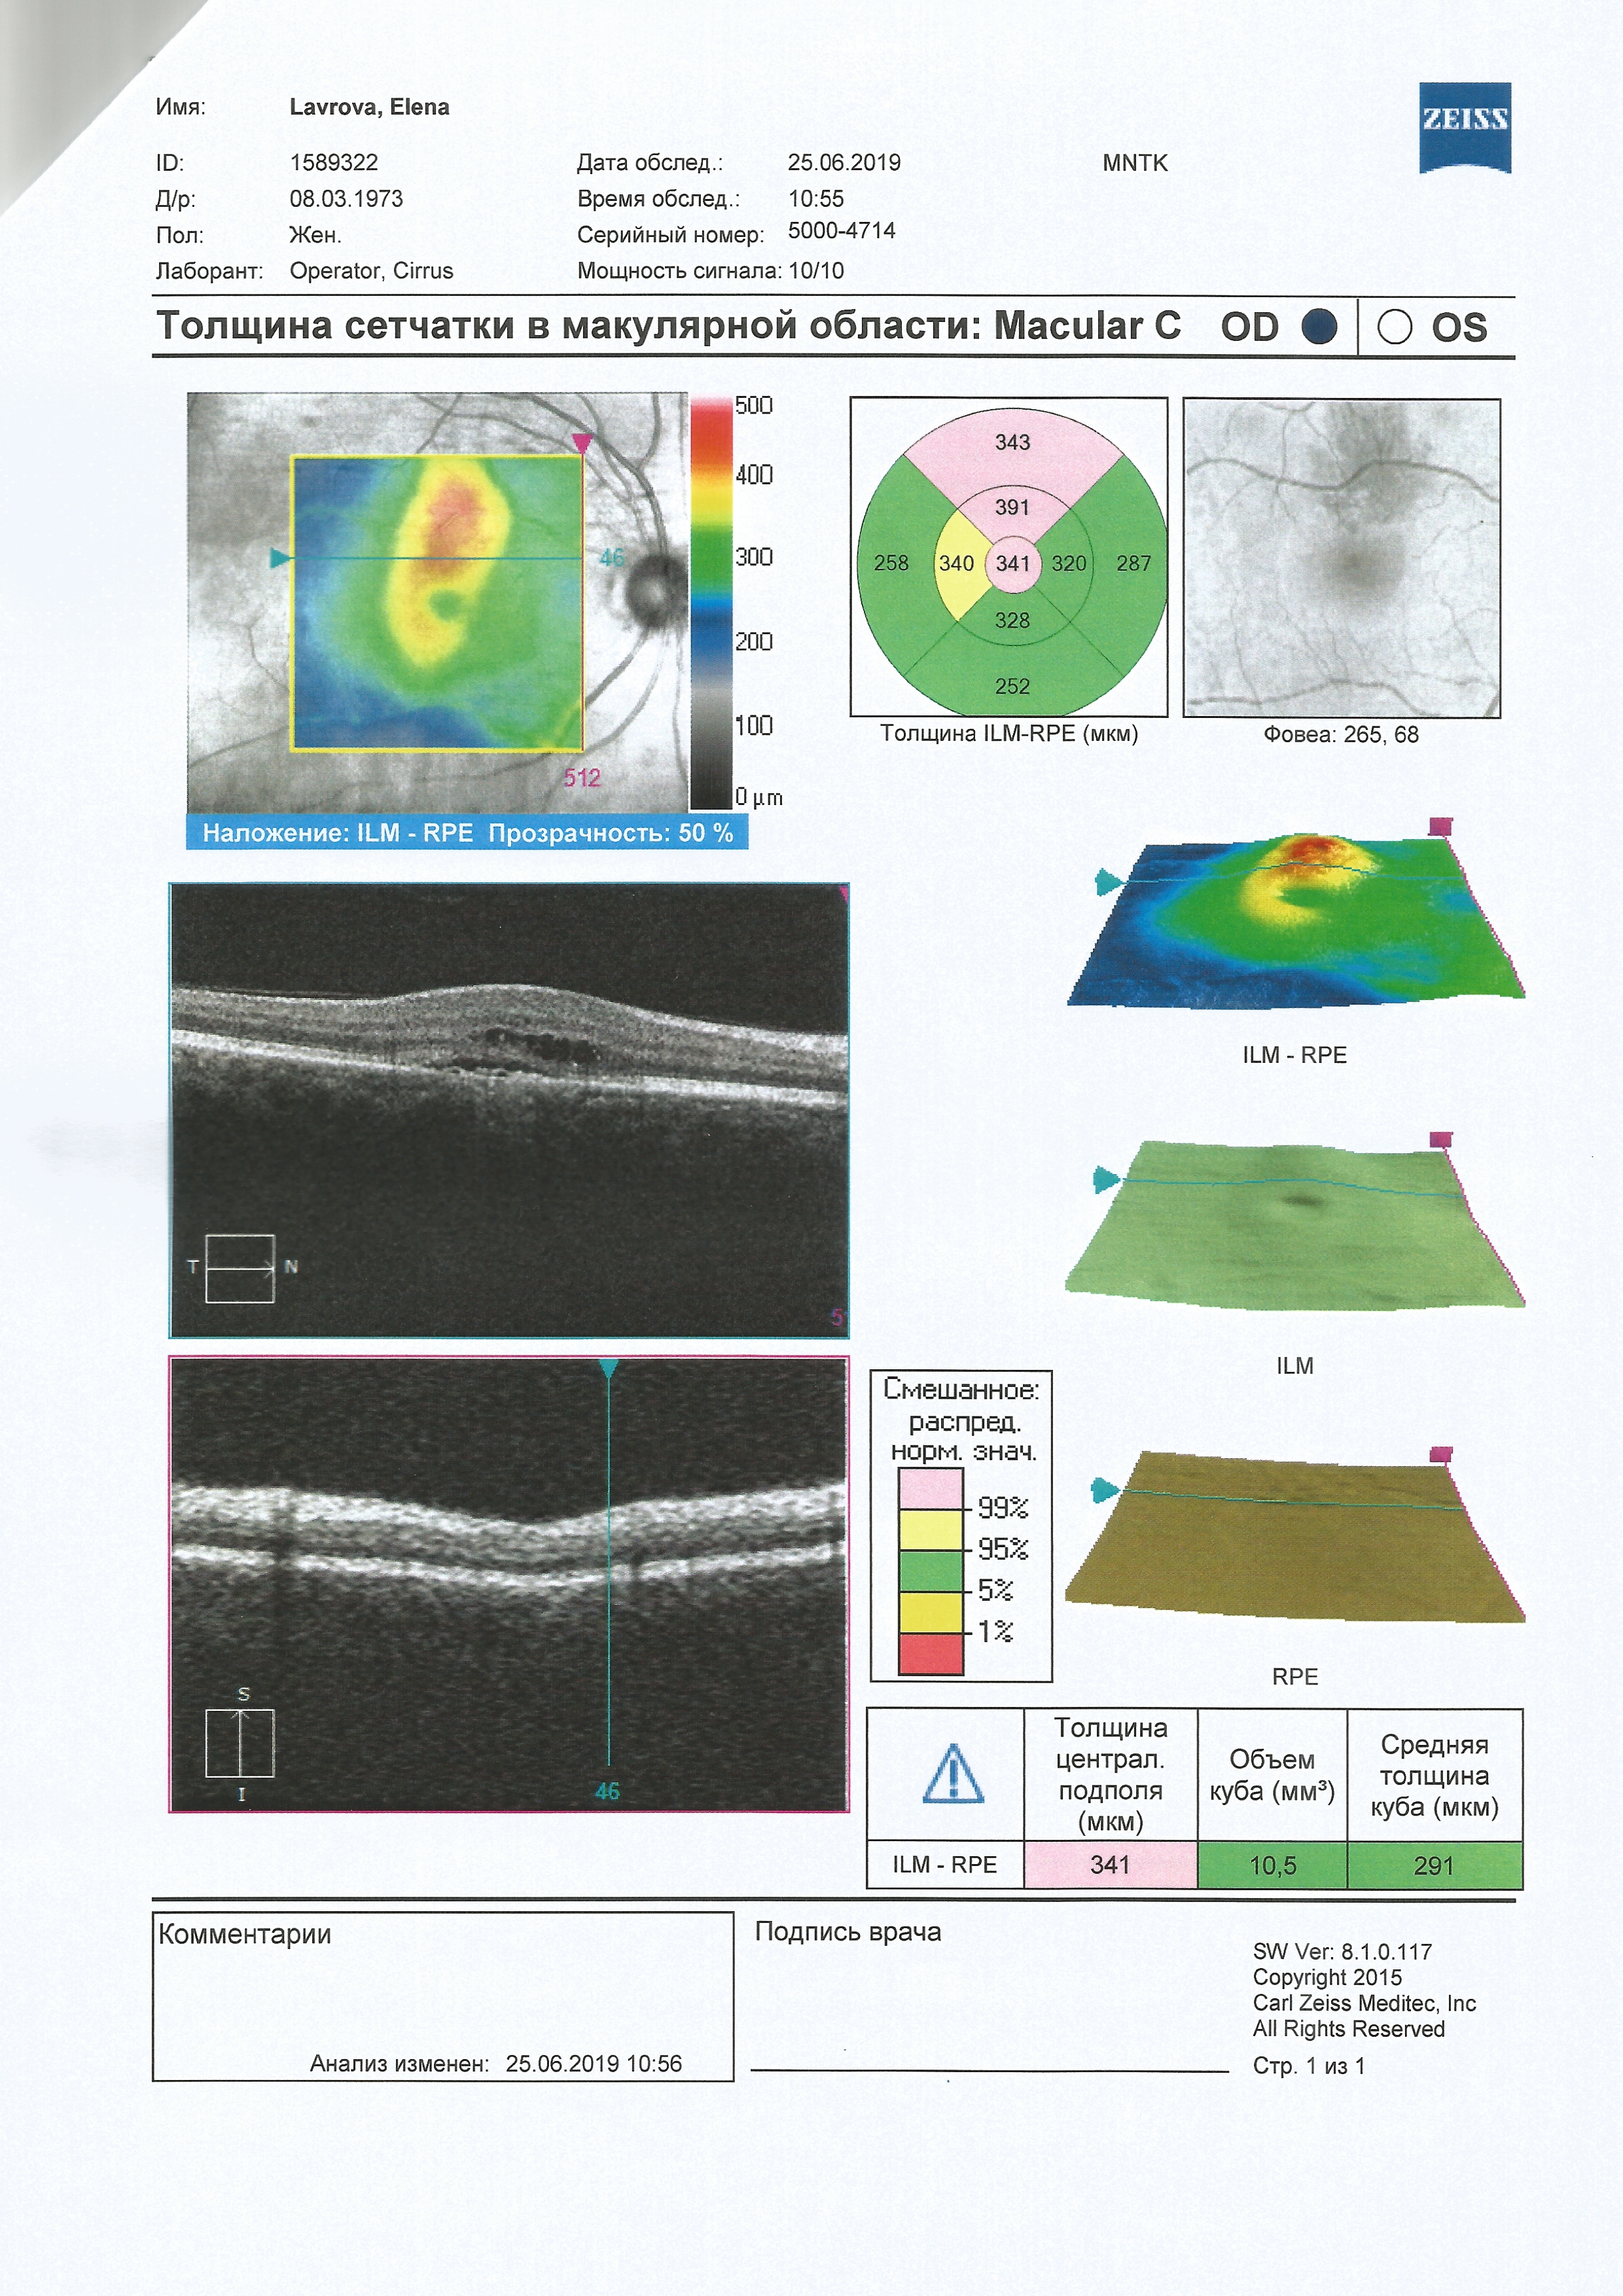 Имя: Lavrova, Elena
ZEISS
ID: 1589322 Дата обслед.: 25.06.2019 MNTK
Д/р: 08.03.1973 Время обслед.: 10:55
Пол: Жен. Серийный номер: 5000-4714
Лаборант: Operator, Cirrus Мощность сигнала: 10/10
Толщина сетчатки в макулярной области: Macular C OD OS
500
400
300
200
100
0 µm
46
512
Наложение: ILM - RPE Прозрачность: 50 %
343
391
258 340 341 320 287
328
252
Толщина ILM-RPE (мкм)
Фовеа: 265, 68
ILM - RPE
T N
5
ILM
S
I
46
Смешанное:
распред.
норм. знач.
99%
95%
5%
1%
RPE
Толщина
централ.
подполя
(мкм)
Объем
куба (мм³)
Средняя
толщина
куба (мкм)
ILM - RPE 341 10,5 291
Комментарии
Анализ изменен: 25.06.2019 10:56
Подпись врача
SW Ver: 8.1.0.117
Copyright 2015
Carl Zeiss Meditec, Inc
All Rights Reserved
Стр. 1 из 1